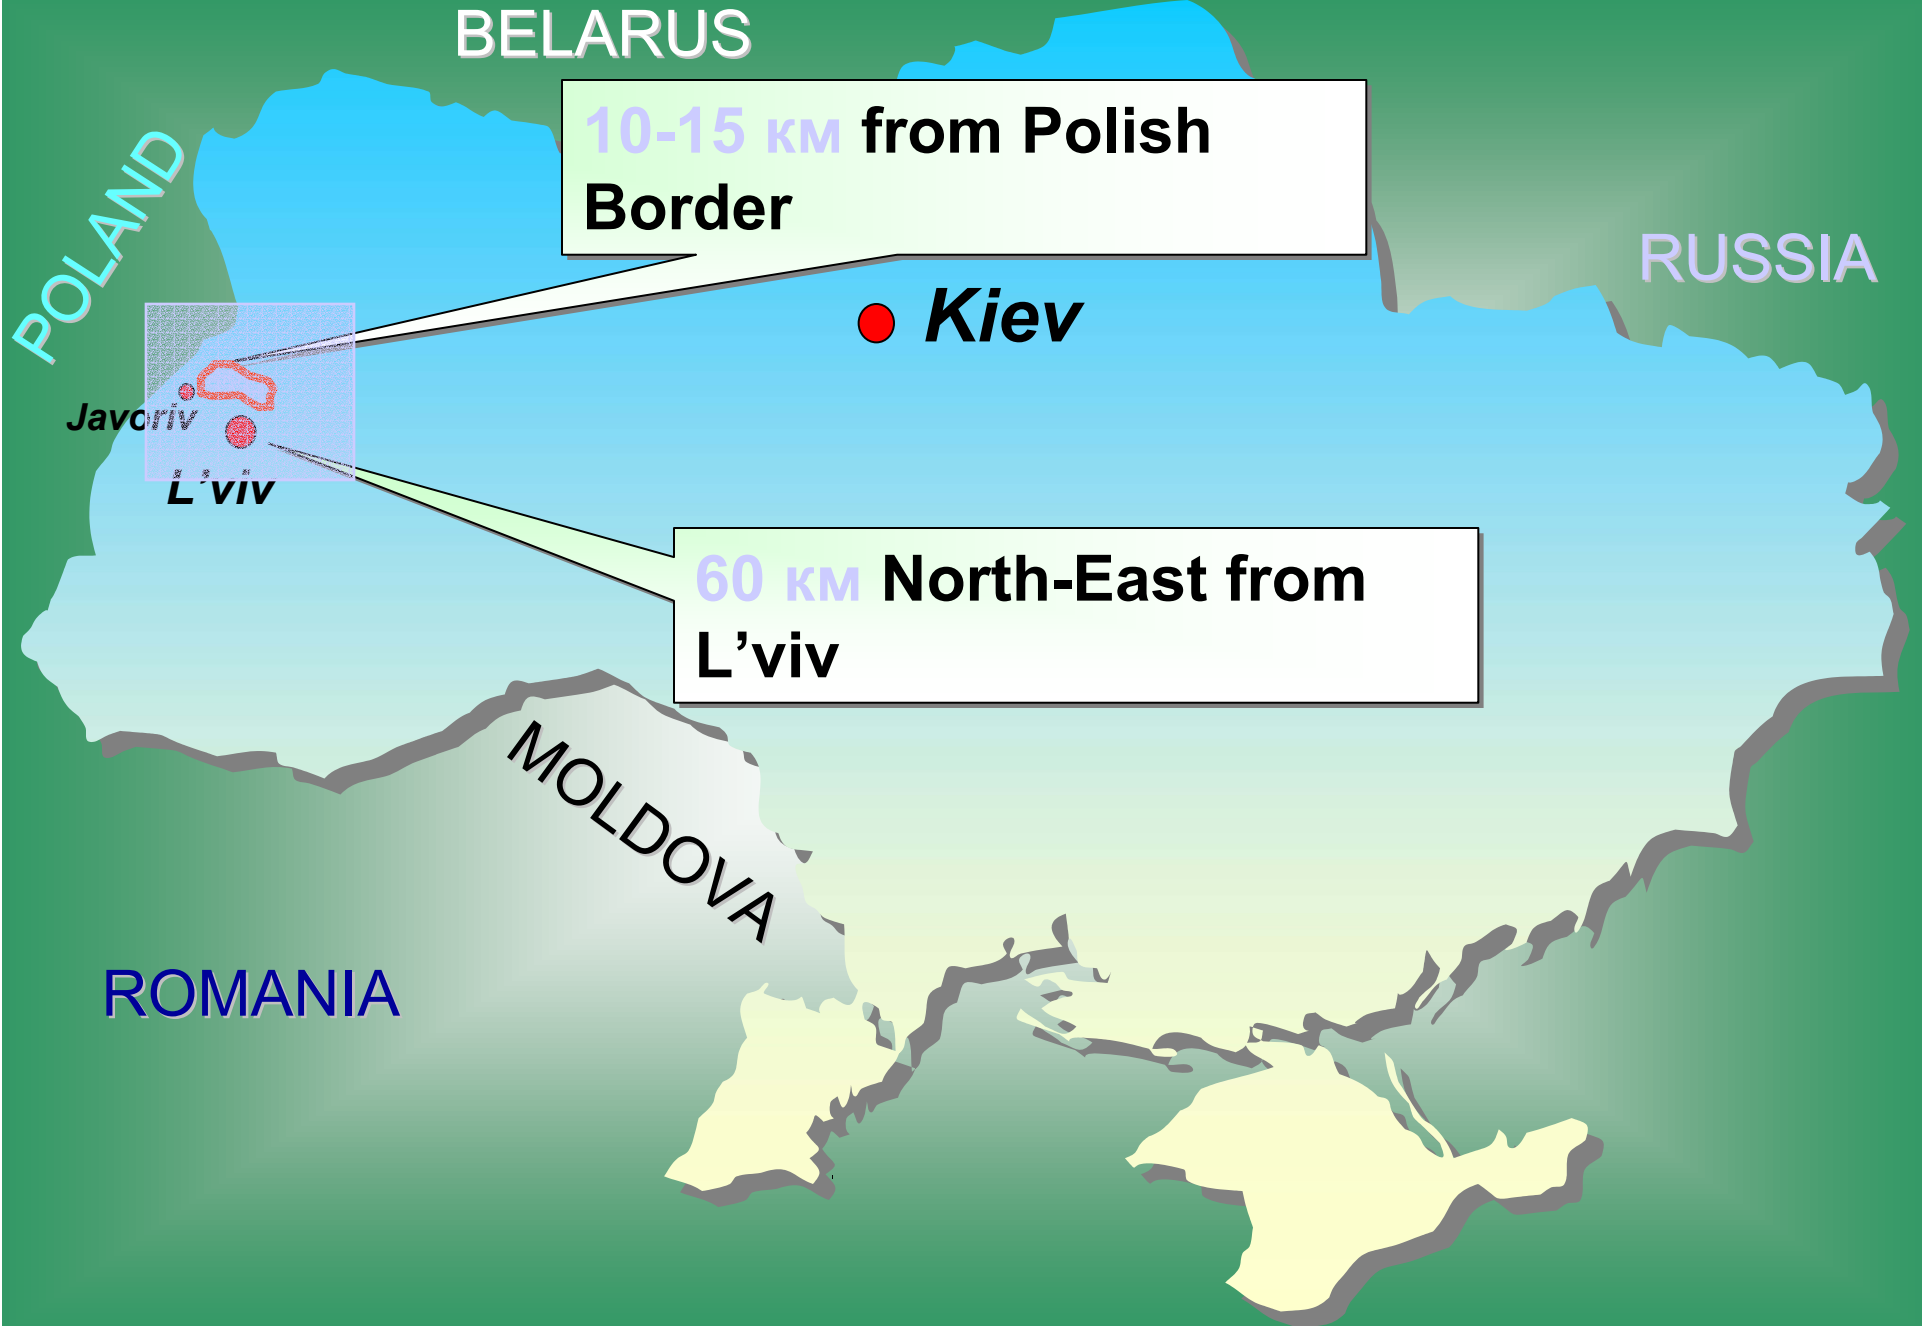 BELARUS
10-15 км from Polish
Border
POLAND
RUSSIA
Kiev
Javoriv
L’viv
60 км North-East from
L’viv
MOLDOVA
ROMANIA